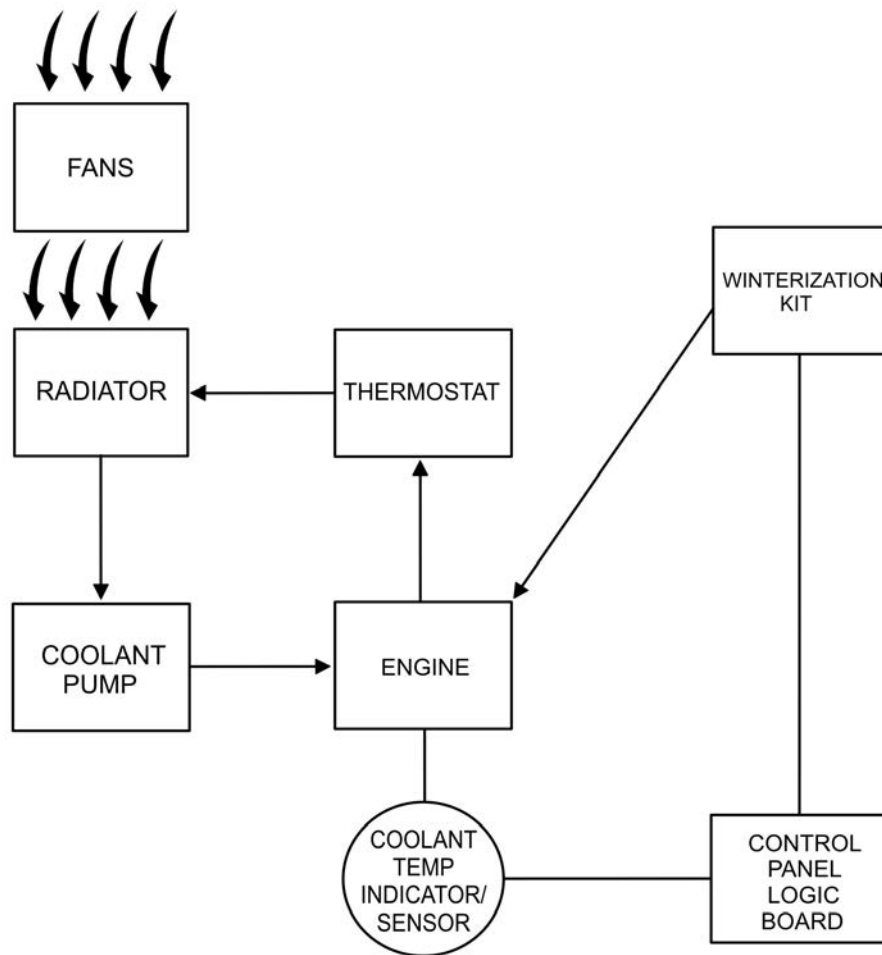 FANS
WINTERIZATION
KIT
RADIATOR
THERMOSTAT
COOLANT
PUMP
ENGINE
COOLANT
TEMP
INDICATOR/
SENSOR
CONTROL
PANEL
LOGIC
BOARD